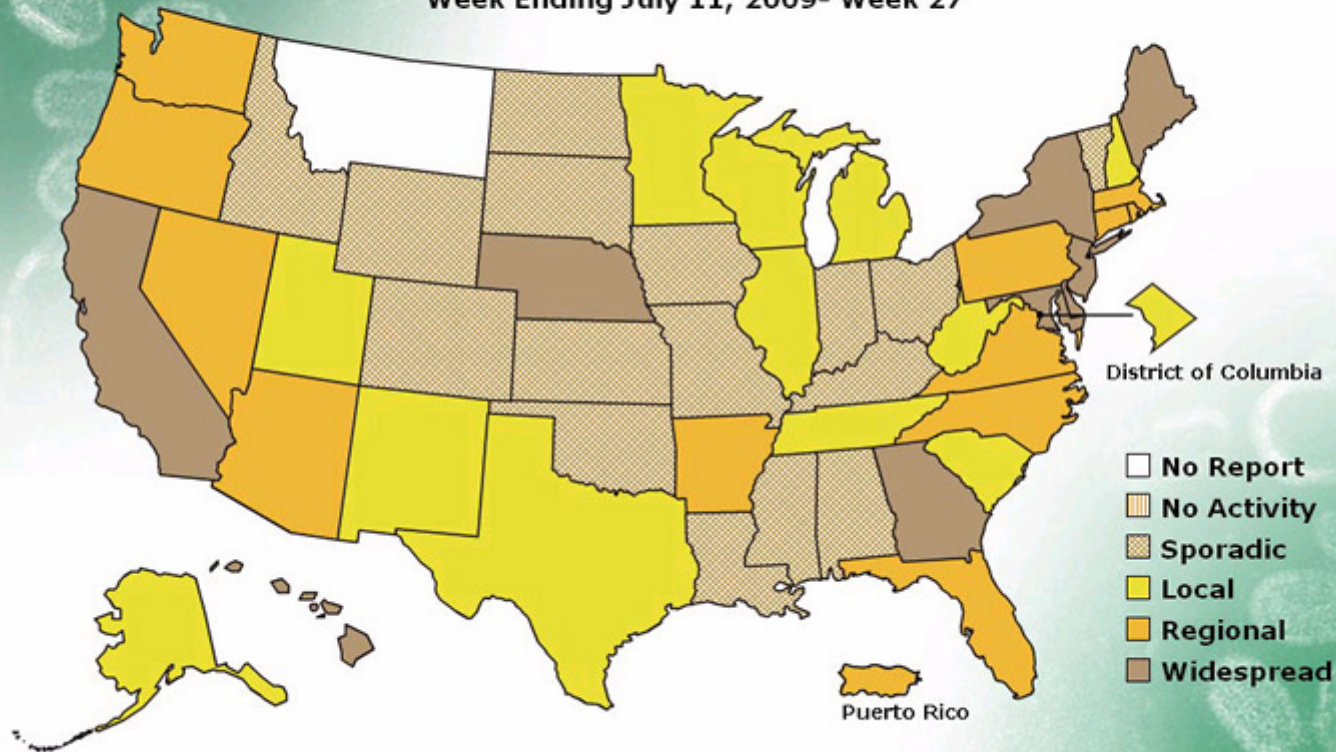 Week Ending July 11, 2009- Week 27
District of Columbia
No Report
No Activity
Sporadic
Local
Regional
Widespread
Puerto Rico